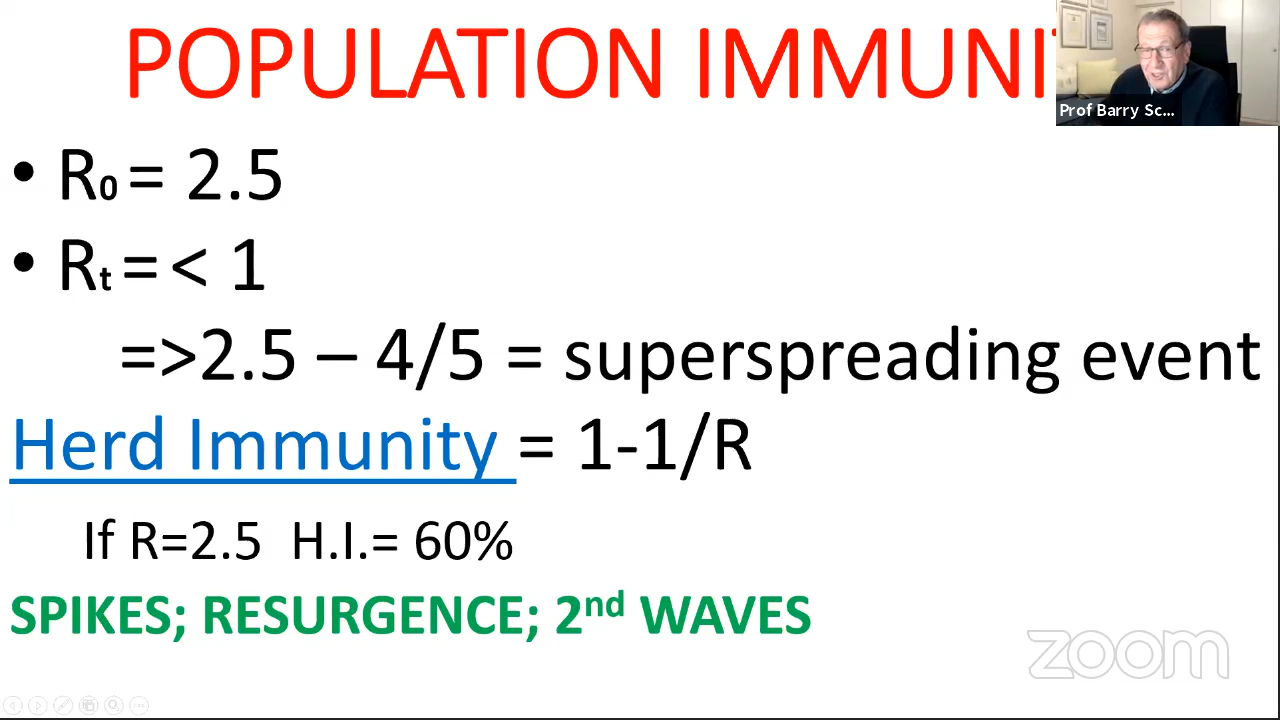 POPULATION IMMUNI
Prof Barry Sc...
• R₀ = 2.5
• Rₜ = < 1
=>2.5 – 4/5 = superspreading event
Herd Immunity = 1-1/R
If R=2.5 H.I.= 60%
SPIKES; RESURGENCE; 2nd WAVES
zoom